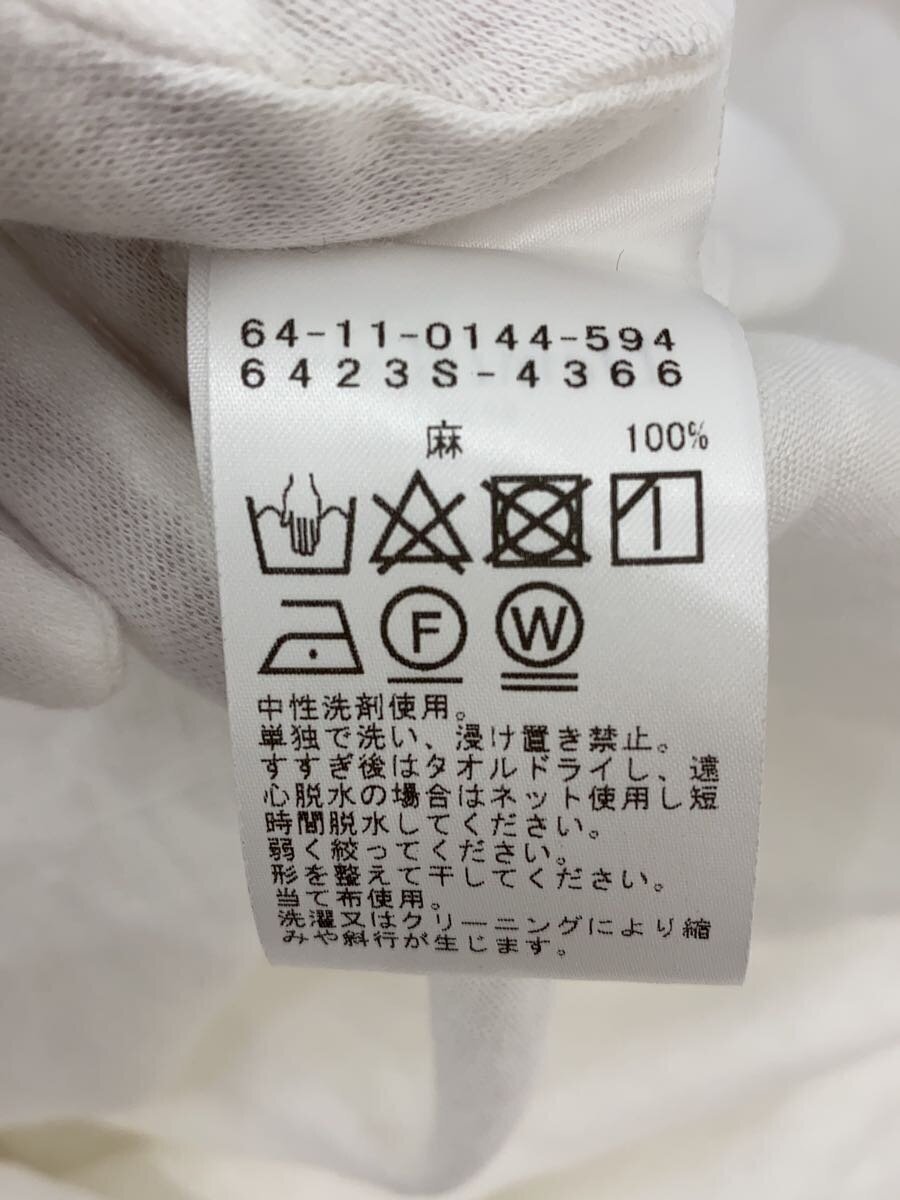 64-11-0144-594
6423S-4366
麻 100%
F W
中性洗剤使用。
単独で洗い、浸け置き禁止。
すすぎ後はタオルドライし、遠
心脱水の場合はネット使用し短
時間脱水してください。
弱く絞ってください。
形を整えて干してください。
当て布使用。
洗濯又はクリーニングにより縮
みや斜行が生じます。